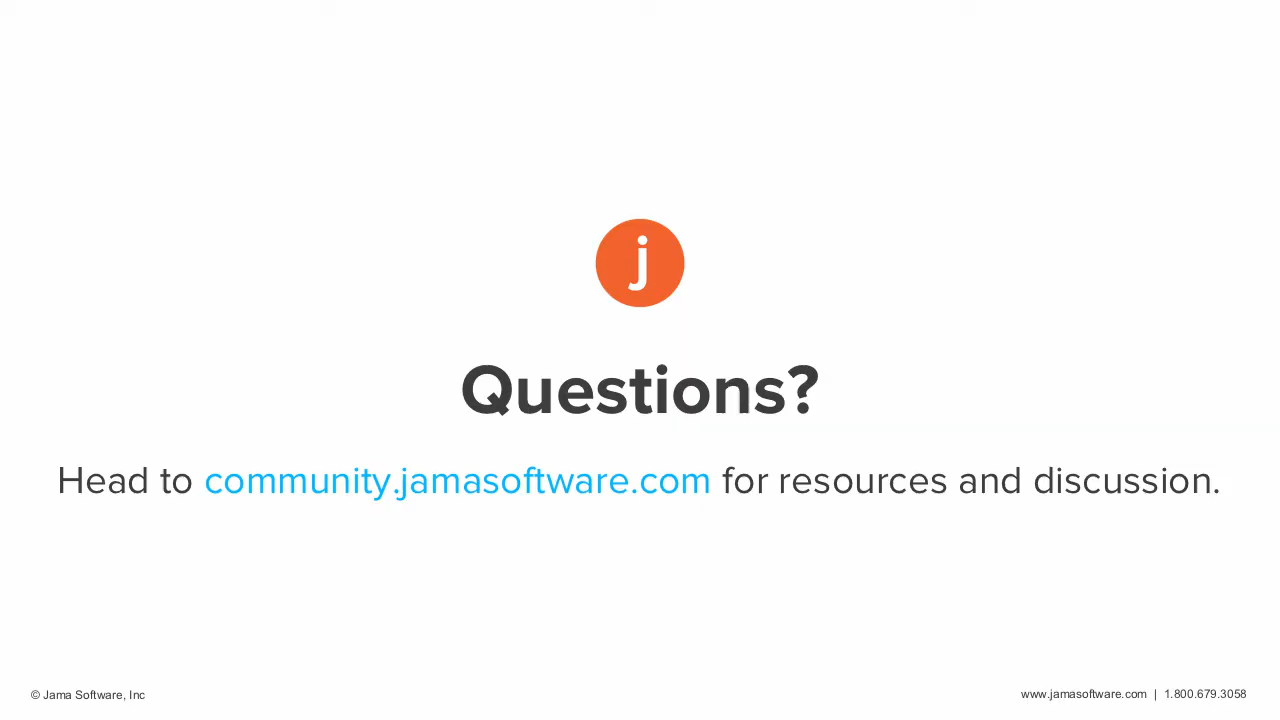 j
Questions?
Head to community.jamasoftware.com for resources and discussion.
© Jama Software, Inc
www.jamasoftware.com | 1.800.679.3058